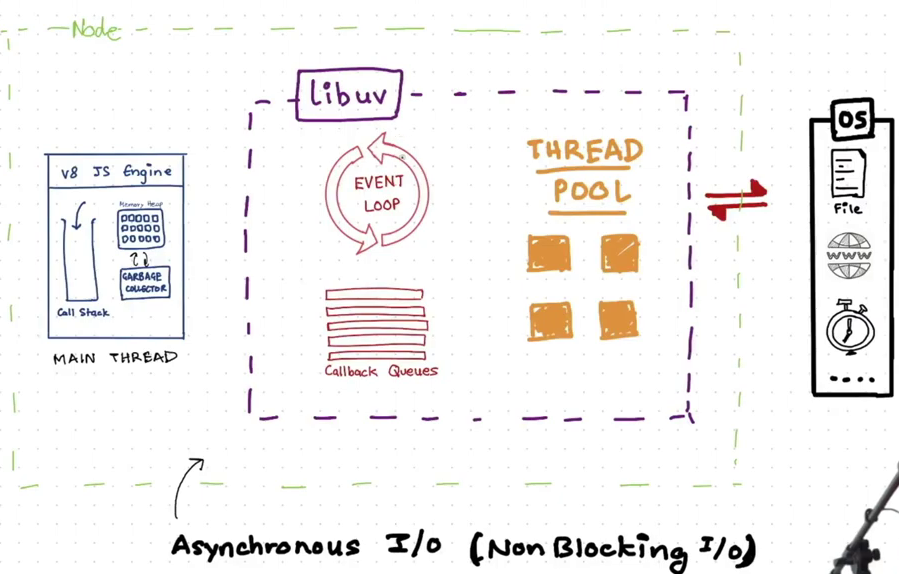 Node
libuv
OS
V8 JS Engine
Memory Heap
GARBAGE
COLLECTOR
Call Stack
MAIN THREAD
EVENT
LOOP
Callback Queues
THREAD
POOL
File
WWW
Asynchronous I/O (Non Blocking I/O)